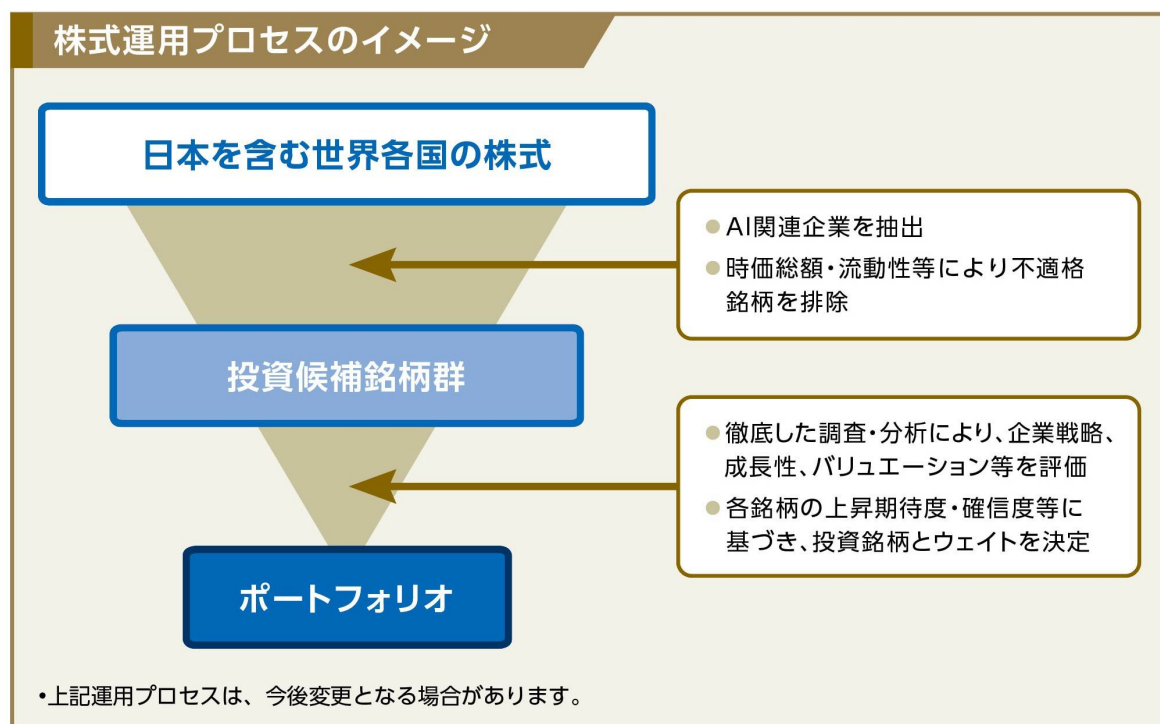 株式運用プロセスのイメージ
日本を含む世界各国の株式
●AI関連企業を抽出
●時価総額・流動性等により不適格
銘柄を排除
投資候補銘柄群
●徹底した調査・分析により、企業戦略、
成長性、バリュエーション等を評価
●各銘柄の上昇期待度・確信度等に
基づき、投資銘柄とウェイトを決定
ポートフォリオ
•上記運用プロセスは、今後変更となる場合があります。